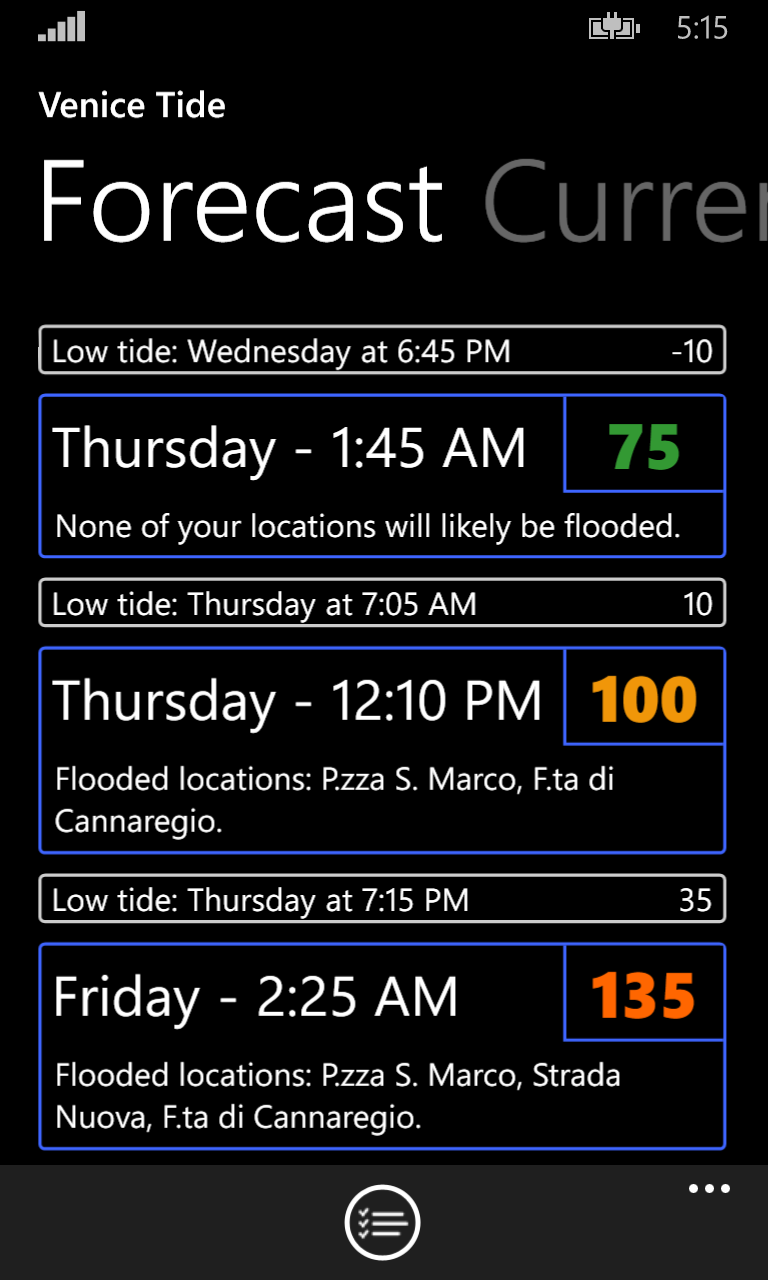 5:15
Venice Tide
Forecast Curren
Low tide: Wednesday at 6:45 PM -10
Thursday - 1:45 AM 75
None of your locations will likely be flooded.
Low tide: Thursday at 7:05 AM 10
Thursday - 12:10 PM 100
Flooded locations: P.zza S. Marco, F.ta di
Cannaregio.
Low tide: Thursday at 7:15 PM 35
Friday - 2:25 AM 135
Flooded locations: P.zza S. Marco, Strada
Nuova, F.ta di Cannaregio.